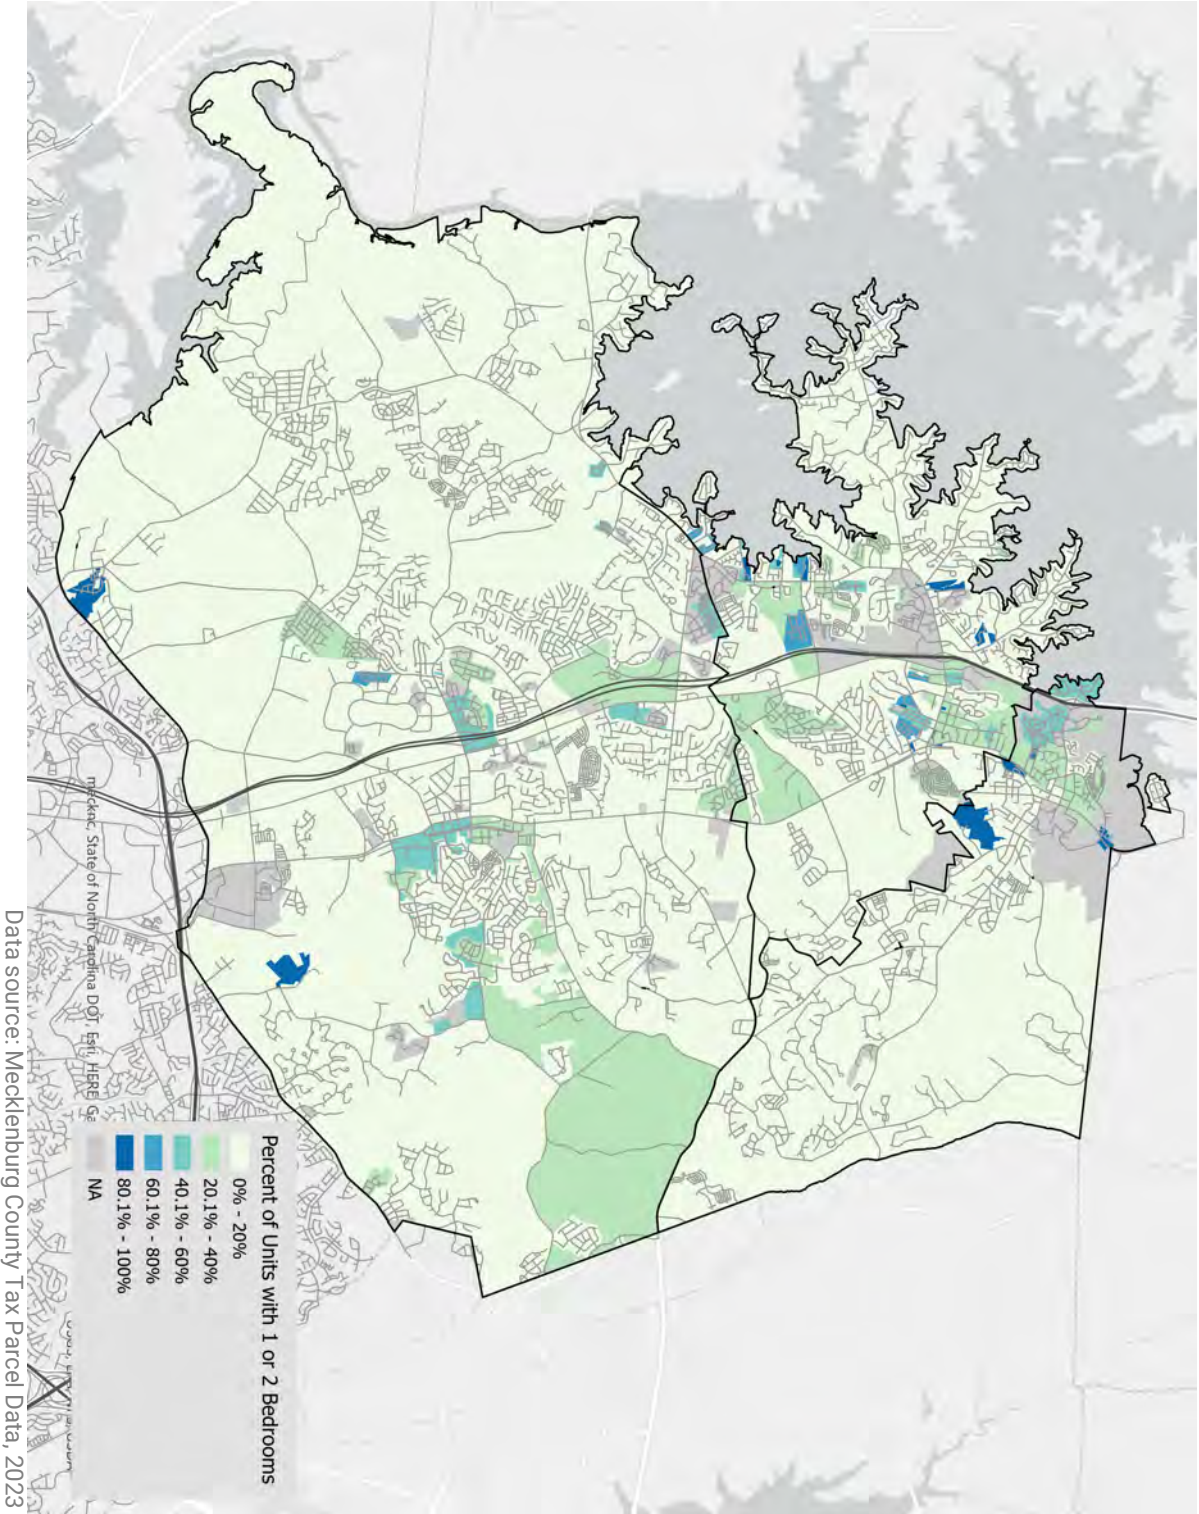 Percent of Units with 1 or 2 Bedrooms
0% - 20%
20.1% - 40%
40.1% - 60%
60.1% - 80%
80.1% - 100%
NA
mecknc, State of North Carolina DOT, Esri, HERE, Ga
Data source: Mecklenburg County Tax Parcel Data, 2023